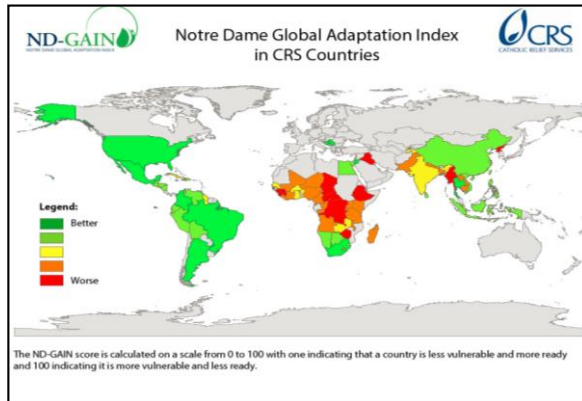 ND-GAIN
NOTRE DAME GLOBAL ADAPTATION INDEX
Notre Dame Global Adaptation Index
in CRS Countries
CRS
CATHOLIC RELIEF SERVICES
Legend:
Better
Worse
The ND-GAIN score is calculated on a scale from 0 to 100 with one indicating that a country is less vulnerable and more ready
and 100 indicating it is more vulnerable and less ready.